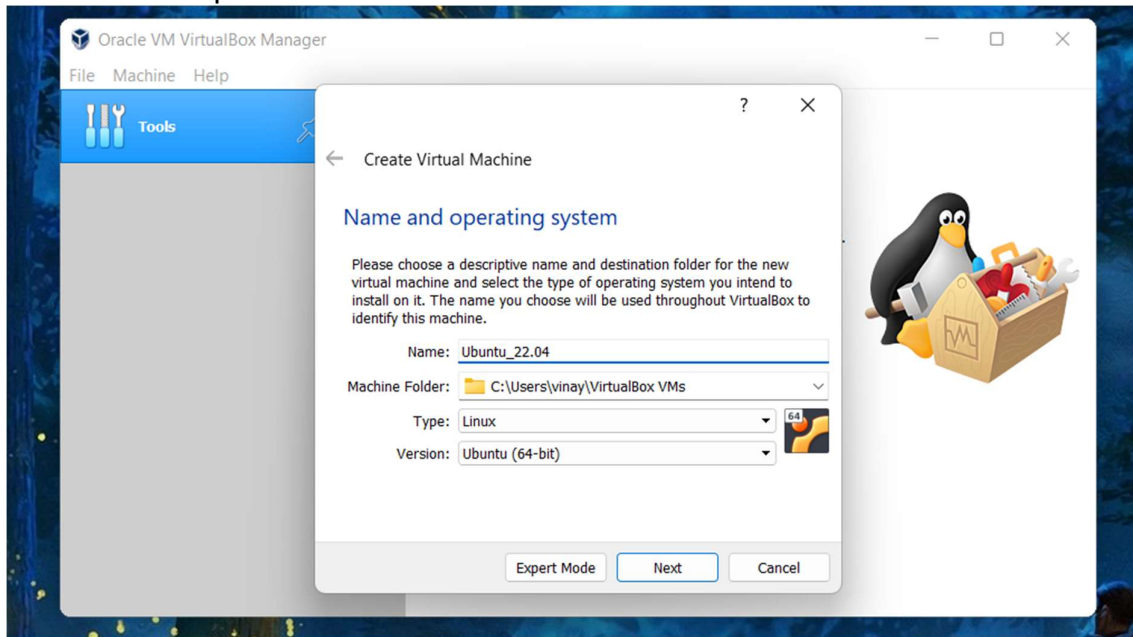 Oracle VM VirtualBox Manager
File Machine Help
Tools
?
Create Virtual Machine
Name and operating system
Please choose a descriptive name and destination folder for the new
virtual machine and select the type of operating system you intend to
install on it. The name you choose will be used throughout VirtualBox to
identify this machine.
Name: Ubuntu_22.04
Machine Folder: C:\Users\vinay\VirtualBox VMs
Type: Linux
64
Version: Ubuntu (64-bit)
Expert Mode Next Cancel